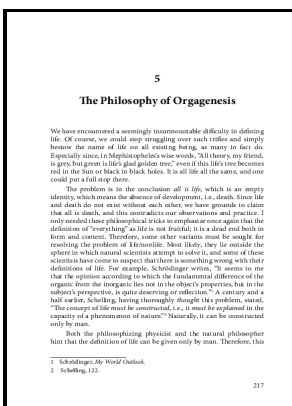 5
The Philosophy of Orgagenesis
We have encountered a seemingly insurmountable difficulty in defining
life. Of course, we could stop struggling over such trifles and simply
bestow the name of life on all existing being, as many in fact do.
Especially since, in Mephistopheles's wise words, "All theory, my friend,
is grey, but green is life's glad golden tree," even if this life's tree becomes
red in the Sun or black in black holes. It is all life all the same, and one
could put a full stop there.
The problem is in the conclusion all is life, which is an empty
identity, which means the absence of development, i.e., death. Since life
and death do not exist without each other, we have grounds to claim
that all is death, and this contradicts our observations and practice. I
only needed these philosophical tricks to emphasize once again that the
definition of "everything" as life is not fruitful; it is a dead end both in
form and content. Therefore, some other variants must be sought for
resolving the problem of life/nonlife. Most likely, they lie outside the
sphere in which natural scientists attempt to solve it, and some of these
scientists have come to suspect that there is something wrong with their
definitions of life. For example, Schrödinger writes, "It seems to me
that the opinion according to which the fundamental difference of the
organic from the inorganic lies not in the object's properties, but in the
subject's perspective, is quite deserving of reflection."1 A century and a
half earlier, Schelling, having thoroughly thought this problem, stated,
"The concept of life must be constructed, i.e., it must be explained in the
capacity of a phenomenon of nature."2 Naturally, it can be constructed
only by man.
Both the philosophizing physicist and the natural philosopher
hint that the definition of life can be given only by man. Therefore, this
1 Schrödinger, My World Outlook.
2 Schelling, 122.
217